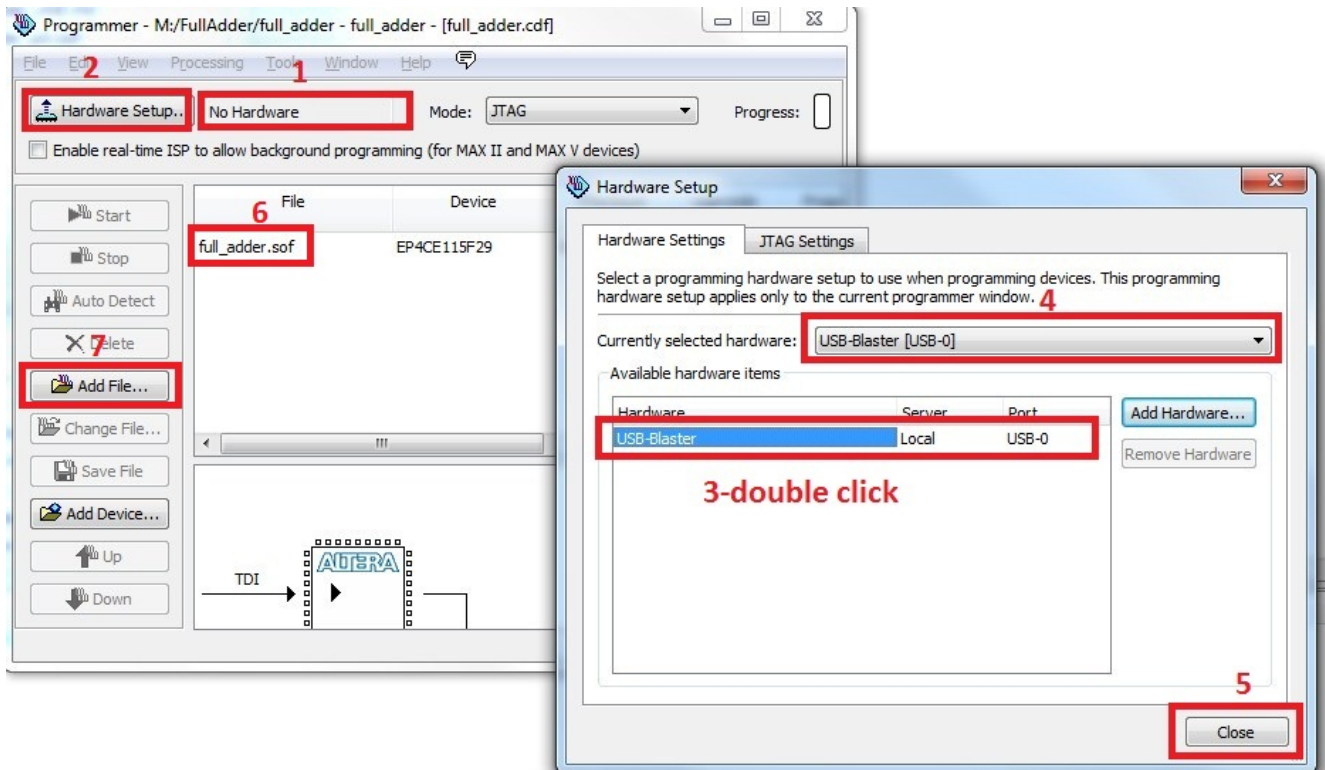 Programmer - M:/FullAdder/full_adder - full_adder - [full_adder.cdf]
File Edit View Processing Tools Window Help
2 1
Hardware Setup... No Hardware Mode: JTAG Progress:
Enable real-time ISP to allow background programming (for MAX II and MAX V devices)
Start
Stop
Auto Detect
Delete
7
Add File...
Change File...
Save File
Add Device...
Up
Down
File Device
6
full_adder.sof EP4CE115F29
TDI
ALTERA
Hardware Setup
Hardware Settings JTAG Settings
Select a programming hardware setup to use when programming devices. This programming
hardware setup applies only to the current programmer window.
4
Currently selected hardware: USB-Blaster [USB-0]
Available hardware items
Hardware Server Port
USB-Blaster Local USB-0
Add Hardware...
Remove Hardware
3-double click
5
Close